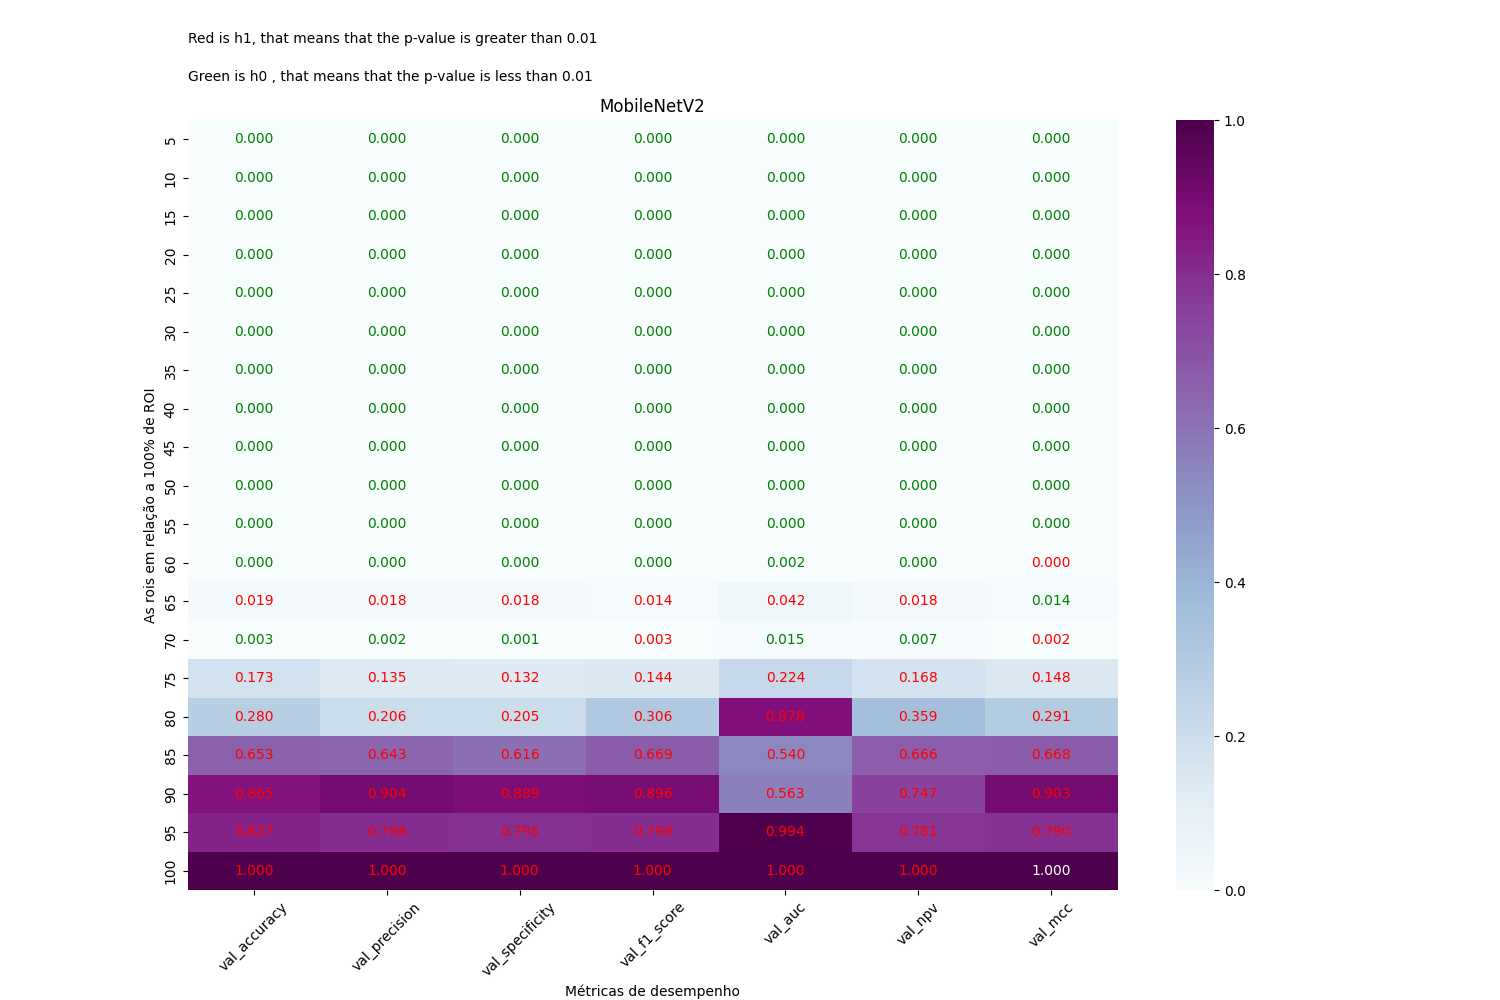 Red is h1, that means that the p-value is greater than 0.01
Green is h0 , that means that the p-value is less than 0.01
MobileNetV2
As rois em relação a 100% de ROI
5 0.000 0.000 0.000 0.000 0.000 0.000 0.000
10 0.000 0.000 0.000 0.000 0.000 0.000 0.000
15 0.000 0.000 0.000 0.000 0.000 0.000 0.000
20 0.000 0.000 0.000 0.000 0.000 0.000 0.000
25 0.000 0.000 0.000 0.000 0.000 0.000 0.000
30 0.000 0.000 0.000 0.000 0.000 0.000 0.000
35 0.000 0.000 0.000 0.000 0.000 0.000 0.000
40 0.000 0.000 0.000 0.000 0.000 0.000 0.000
45 0.000 0.000 0.000 0.000 0.000 0.000 0.000
50 0.000 0.000 0.000 0.000 0.000 0.000 0.000
55 0.000 0.000 0.000 0.000 0.000 0.000 0.000
60 0.000 0.000 0.000 0.000 0.002 0.000 0.000
65 0.019 0.018 0.018 0.014 0.042 0.018 0.014
70 0.003 0.002 0.001 0.003 0.015 0.007 0.002
75 0.173 0.135 0.132 0.144 0.224 0.168 0.148
80 0.280 0.206 0.205 0.306 0.878 0.359 0.291
85 0.653 0.643 0.616 0.669 0.540 0.666 0.668
90 0.865 0.904 0.889 0.896 0.563 0.747 0.903
95 0.827 0.796 0.795 0.793 0.994 0.781 0.790
100 1.000 1.000 1.000 1.000 1.000 1.000 1.000
val_accuracy val_precision val_specificity val_f1_score val_auc val_npv val_mcc
Métricas de desempenho
1.0
0.8
0.6
0.4
0.2
0.0